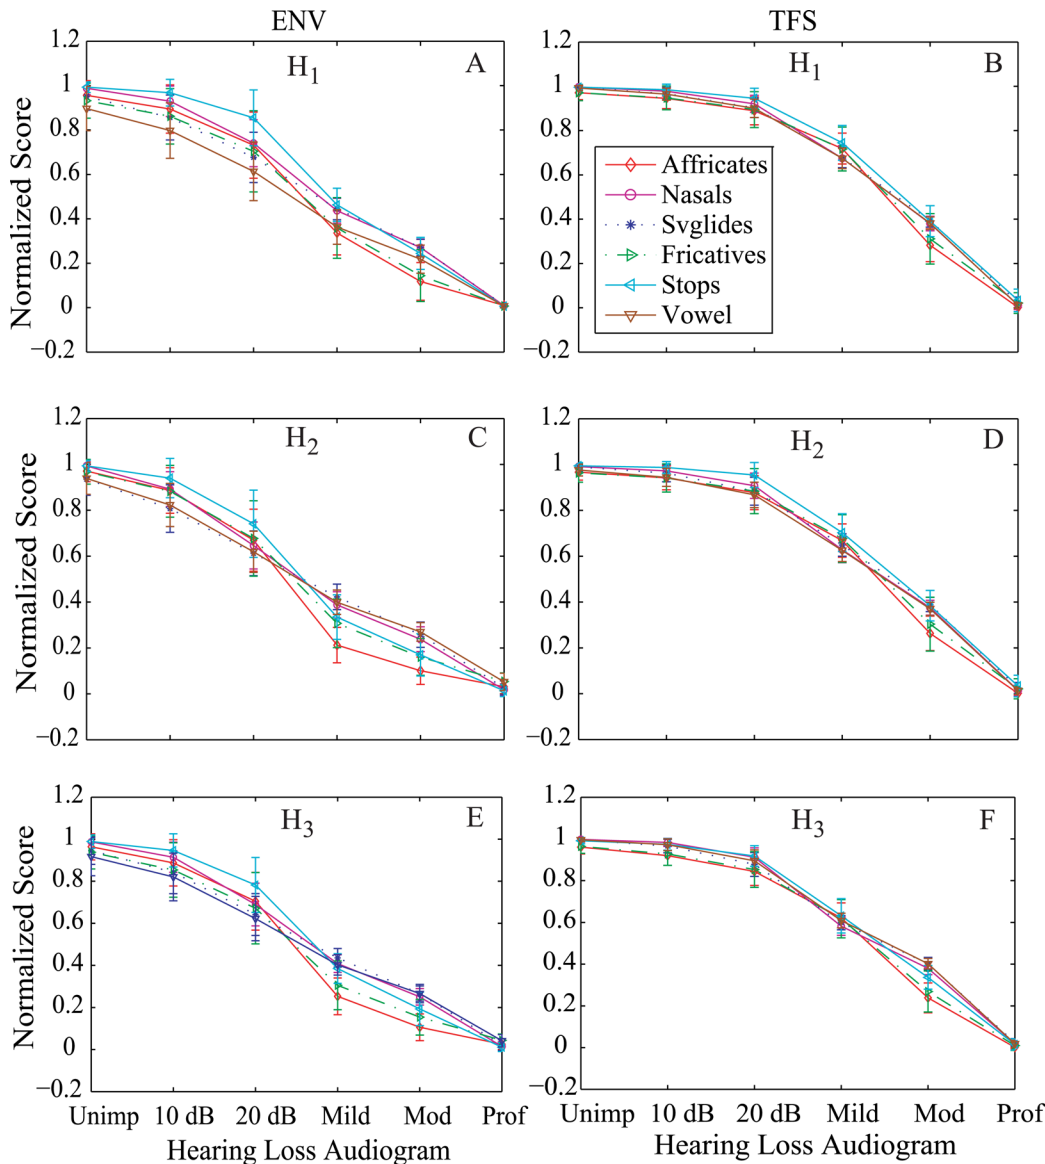 ENV TFS
H1 A
H1 B
Normalized Score
1.2
1
0.8
0.6
0.4
0.2
0
−0.2
Affricates
Nasals
Svglides
Fricatives
Stops
Vowel
1.2
1
0.8
0.6
0.4
0.2
0
−0.2
H2 C
H2 D
Normalized Score
1.2
1
0.8
0.6
0.4
0.2
0
−0.2
1.2
1
0.8
0.6
0.4
0.2
0
−0.2
H3 E
H3 F
Normalized Score
1.2
1
0.8
0.6
0.4
0.2
0
−0.2
1.2
1
0.8
0.6
0.4
0.2
0
−0.2
Unimp 10 dB 20 dB Mild Mod Prof
Unimp 10 dB 20 dB Mild Mod Prof
Hearing Loss Audiogram
Hearing Loss Audiogram